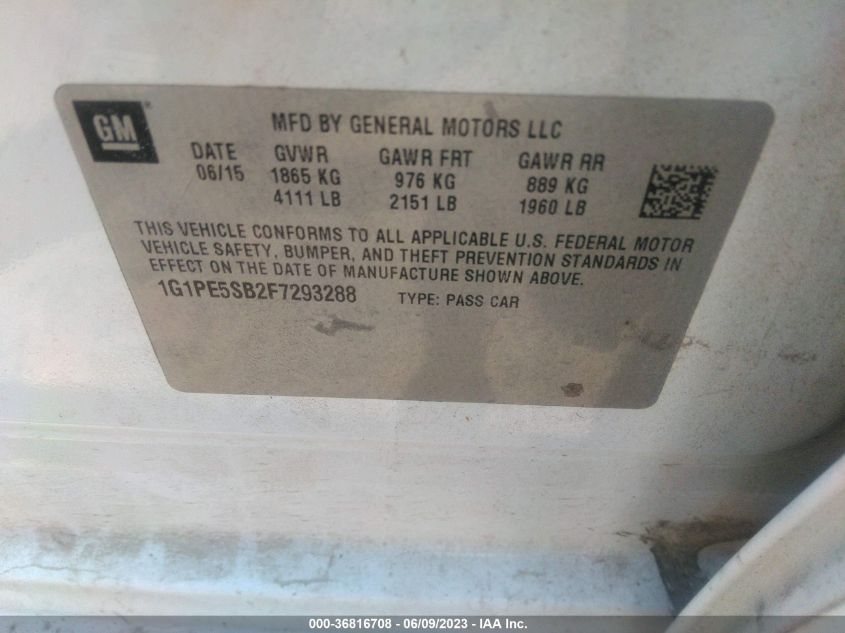 GM
MFD BY GENERAL MOTORS LLC
DATE GVWR GAWR FRT GAWR RR
06/15 1865 KG 976 KG 889 KG
4111 LB 2151 LB 1960 LB
THIS VEHICLE CONFORMS TO ALL APPLICABLE U.S. FEDERAL MOTOR
VEHICLE SAFETY, BUMPER, AND THEFT PREVENTION STANDARDS IN
EFFECT ON THE DATE OF MANUFACTURE SHOWN ABOVE.
1G1PE5SB2F7293288 TYPE: PASS CAR
000-36816708 - 06/09/2023 - IAA Inc.